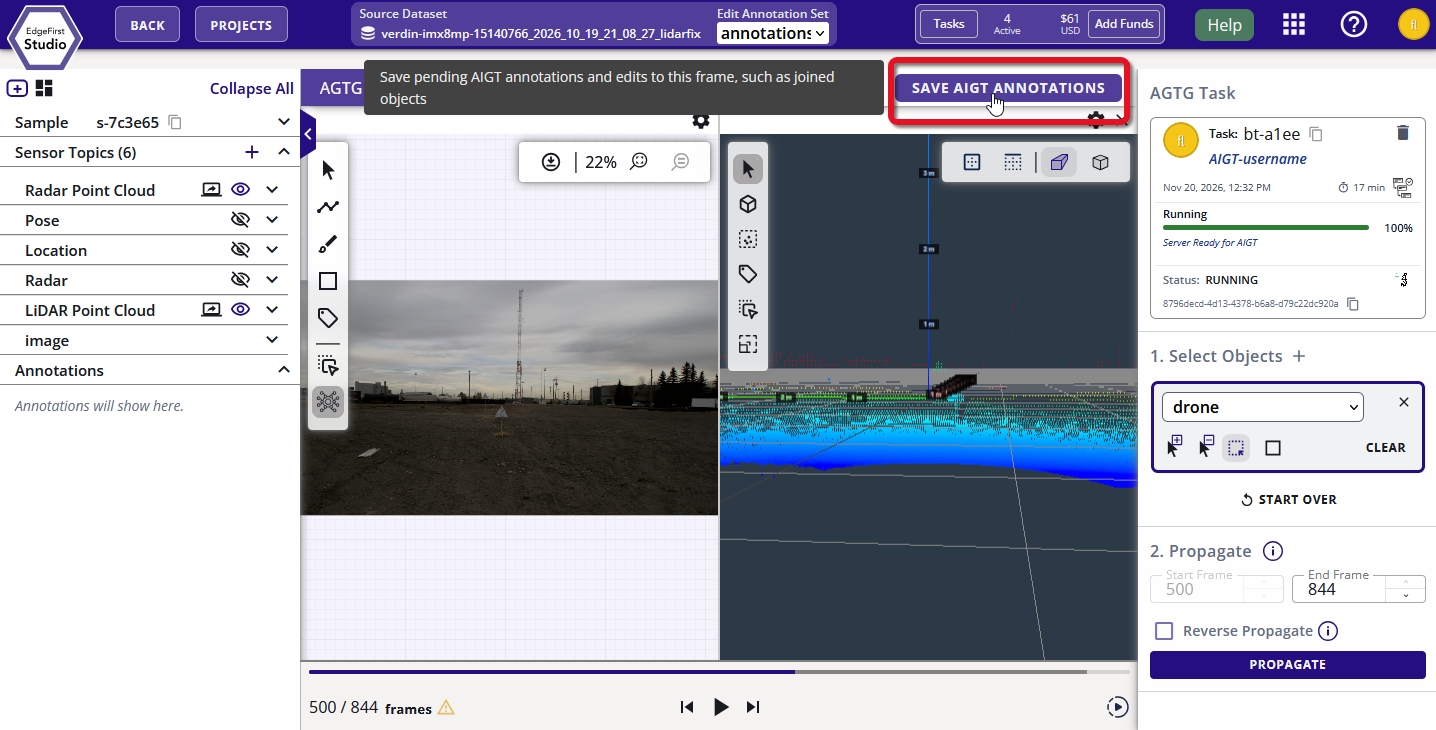 EdgeFirst
Studio
BACK
PROJECTS
Source Dataset
verdin-imx8mp-15140766_2026_10_19_21_08_27_lidarfix
Edit Annotation Set
annotations
Tasks
4
Active
$61
USD
Add Funds
Help
fl
Collapse All
AGTG
Save pending AIGT annotations and edits to this frame, such as joined
objects
SAVE AIGT ANNOTATIONS
Sample
s-7c3e65
Sensor Topics (6)
Radar Point Cloud
Pose
Location
Radar
LiDAR Point Cloud
image
Annotations
Annotations will show here.
22%
3m
2m
1m
500 / 844 frames
AGTG Task
fl
Task: bt-a1ee
AIGT-username
Nov 20, 2026, 12:32 PM
17 min
Running
100%
Server Ready for AIGT
Status: RUNNING
8796decd-4d13-4378-b6a8-d79c22dc920a
1. Select Objects
drone
CLEAR
START OVER
2. Propagate
Start Frame
500
End Frame
844
Reverse Propagate
PROPAGATE